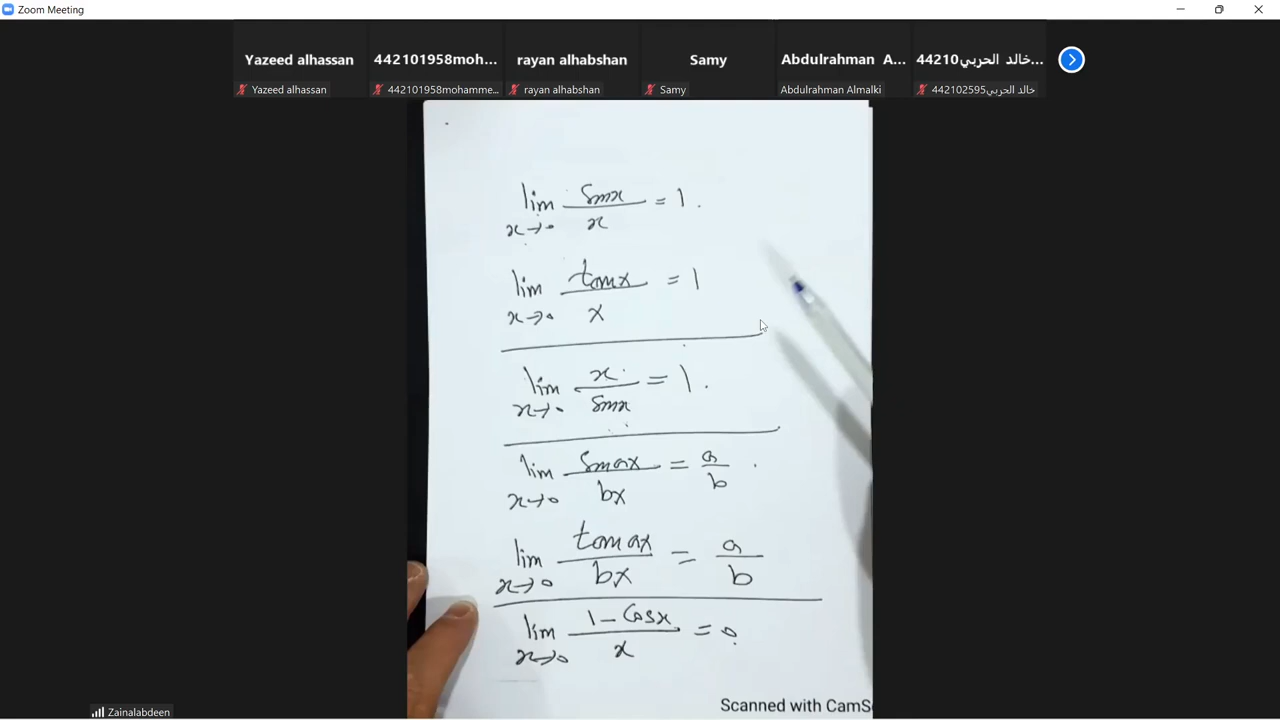 Zoom Meeting
Yazeed alhassan
442101958moh...
rayan alhabshan
Samy
Abdulrahman A...
44210خالد الحربي...
Yazeed alhassan
442101958mohamme...
rayan alhabshan
Samy
Abdulrahman Almalki
442102595خالد الحربي
lim x→0 sinx/x = 1.
lim x→0 tanx/x = 1
lim x→0 x/sinx = 1.
lim x→0 sinax/bx = a/b.
lim x→0 tanax/bx = a/b
lim x→0 1-Cosx/x = 0
Scanned with CamS
Zainalabdeen